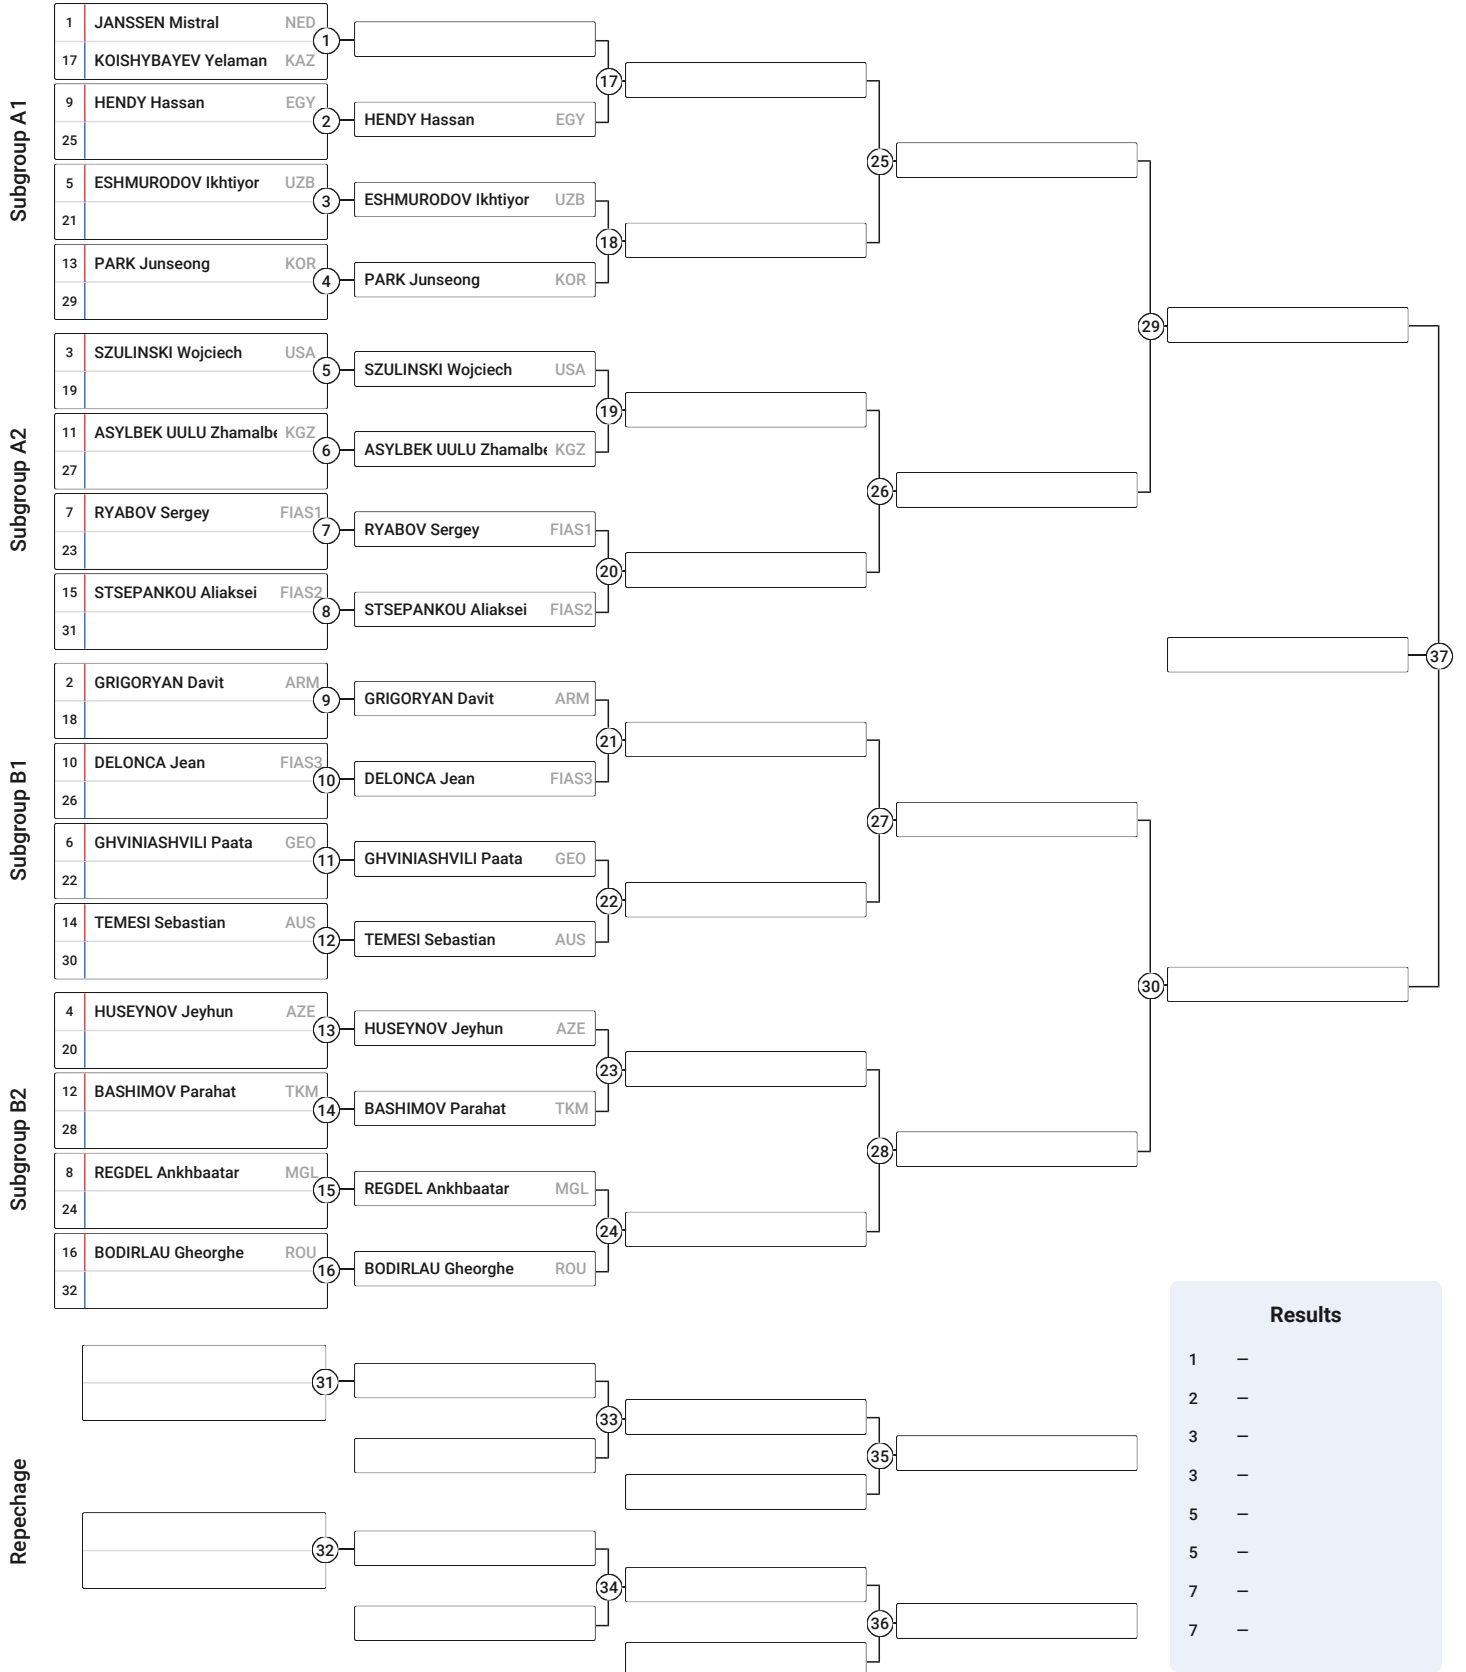 Subgroup A1
1 JANSSEN Mistral NED
17 KOISHYBAYEV Yelaman KAZ
1
9 HENDY Hassan EGY
25
2
HENDY Hassan EGY
17
5 ESHMURODOV Ikhtiyor UZB
21
3
ESHMURODOV Ikhtiyor UZB
13 PARK Junseong KOR
29
4
PARK Junseong KOR
18
25
Subgroup A2
3 SZULINSKI Wojciech USA
19
5
SZULINSKI Wojciech USA
11 ASYLBEK UULU Zhamalbe KGZ
27
6
ASYLBEK UULU Zhamalbe KGZ
19
7 RYABOV Sergey FIAS1
23
7
RYABOV Sergey FIAS1
15 STSEPANKOU Aliaksei FIAS2
31
8
STSEPANKOU Aliaksei FIAS2
20
26
29
37
Subgroup B1
2 GRIGORYAN Davit ARM
18
9
GRIGORYAN Davit ARM
10 DELONCA Jean FIAS3
26
10
DELONCA Jean FIAS3
21
6 GHVINIASHVILI Paata GEO
22
11
GHVINIASHVILI Paata GEO
14 TEMESI Sebastian AUS
30
12
TEMESI Sebastian AUS
22
27
Subgroup B2
4 HUSEYNOV Jeyhun AZE
20
13
HUSEYNOV Jeyhun AZE
12 BASHIMOV Parahat TKM
28
14
BASHIMOV Parahat TKM
23
8 REGDEL Ankhbaatar MGL
24
15
REGDEL Ankhbaatar MGL
16 BODIRLAU Gheorghe ROU
32
16
BODIRLAU Gheorghe ROU
24
28
30
Repechage
31
33
35
32
34
36
Results
1 –
2 –
3 –
3 –
5 –
5 –
7 –
7 –